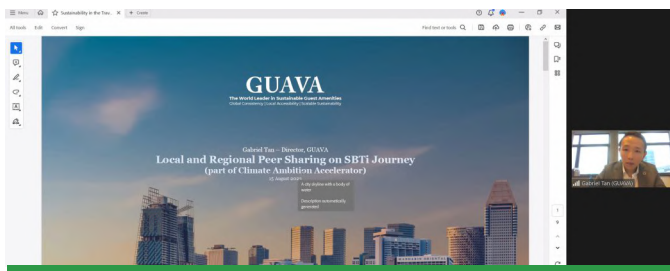 Menu
Sustainability in the Trav...
+ Create
All tools
Edit
Convert
Sign
Find text or tools
GUAVA
The World Leader in Sustainable Guest Amenities
Global Consistency | Local Accessibility | Scalable Sustainability
Gabriel Tan – Director, GUAVA
Local and Regional Peer Sharing on SBTi Journey
(part of Climate Ambition Accelerator)
A city skyline with a body of
water
Description automatically
generated
MANDARIN ORIENTAL
Gabriel Tan (GUAVA)